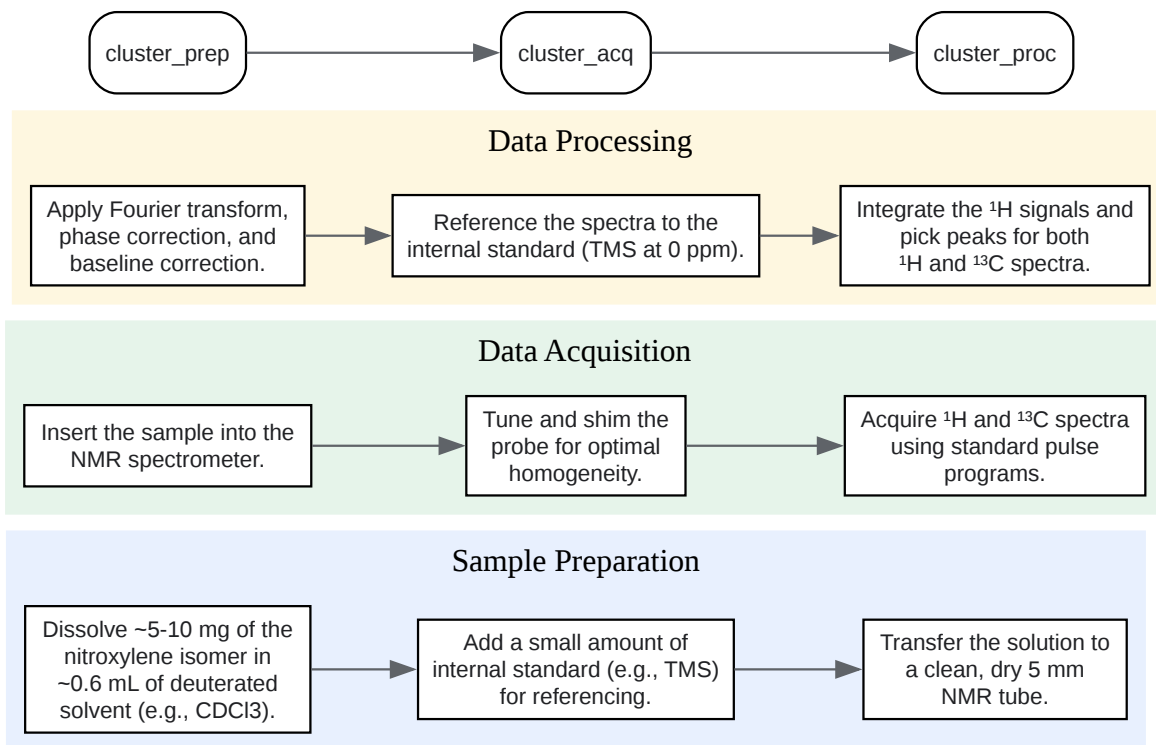 cluster_prep
cluster_acq
cluster_proc
Data Processing
Apply Fourier transform,
phase correction, and
baseline correction.
Reference the spectra to the
internal standard (TMS at 0 ppm).
Integrate the ¹H signals and
pick peaks for both
¹H and ¹³C spectra.
Data Acquisition
Insert the sample into the
NMR spectrometer.
Tune and shim the
probe for optimal
homogeneity.
Acquire ¹H and ¹³C spectra
using standard pulse
programs.
Sample Preparation
Dissolve ~5-10 mg of the
nitroxylene isomer in
~0.6 mL of deuterated
solvent (e.g., CDCl3).
Add a small amount of
internal standard (e.g., TMS)
for referencing.
Transfer the solution to
a clean, dry 5 mm
NMR tube.